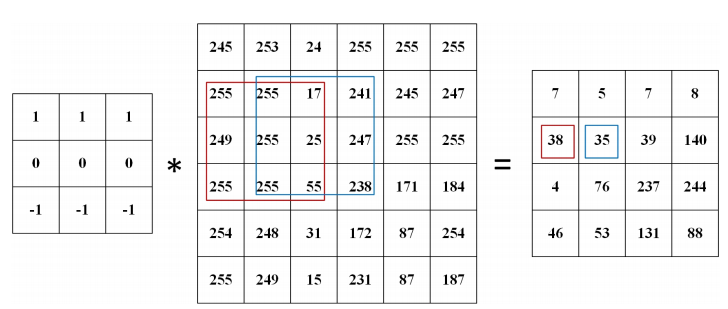 1 1 1
0 0 0
-1 -1 -1
*
245 253 24 255 255 255
255 255 17 241 245 247
249 255 25 247 255 255
255 255 55 238 171 184
254 248 31 172 87 254
255 249 15 231 87 187
=
7 5 7 8
38 35 39 140
4 76 237 244
46 53 131 88